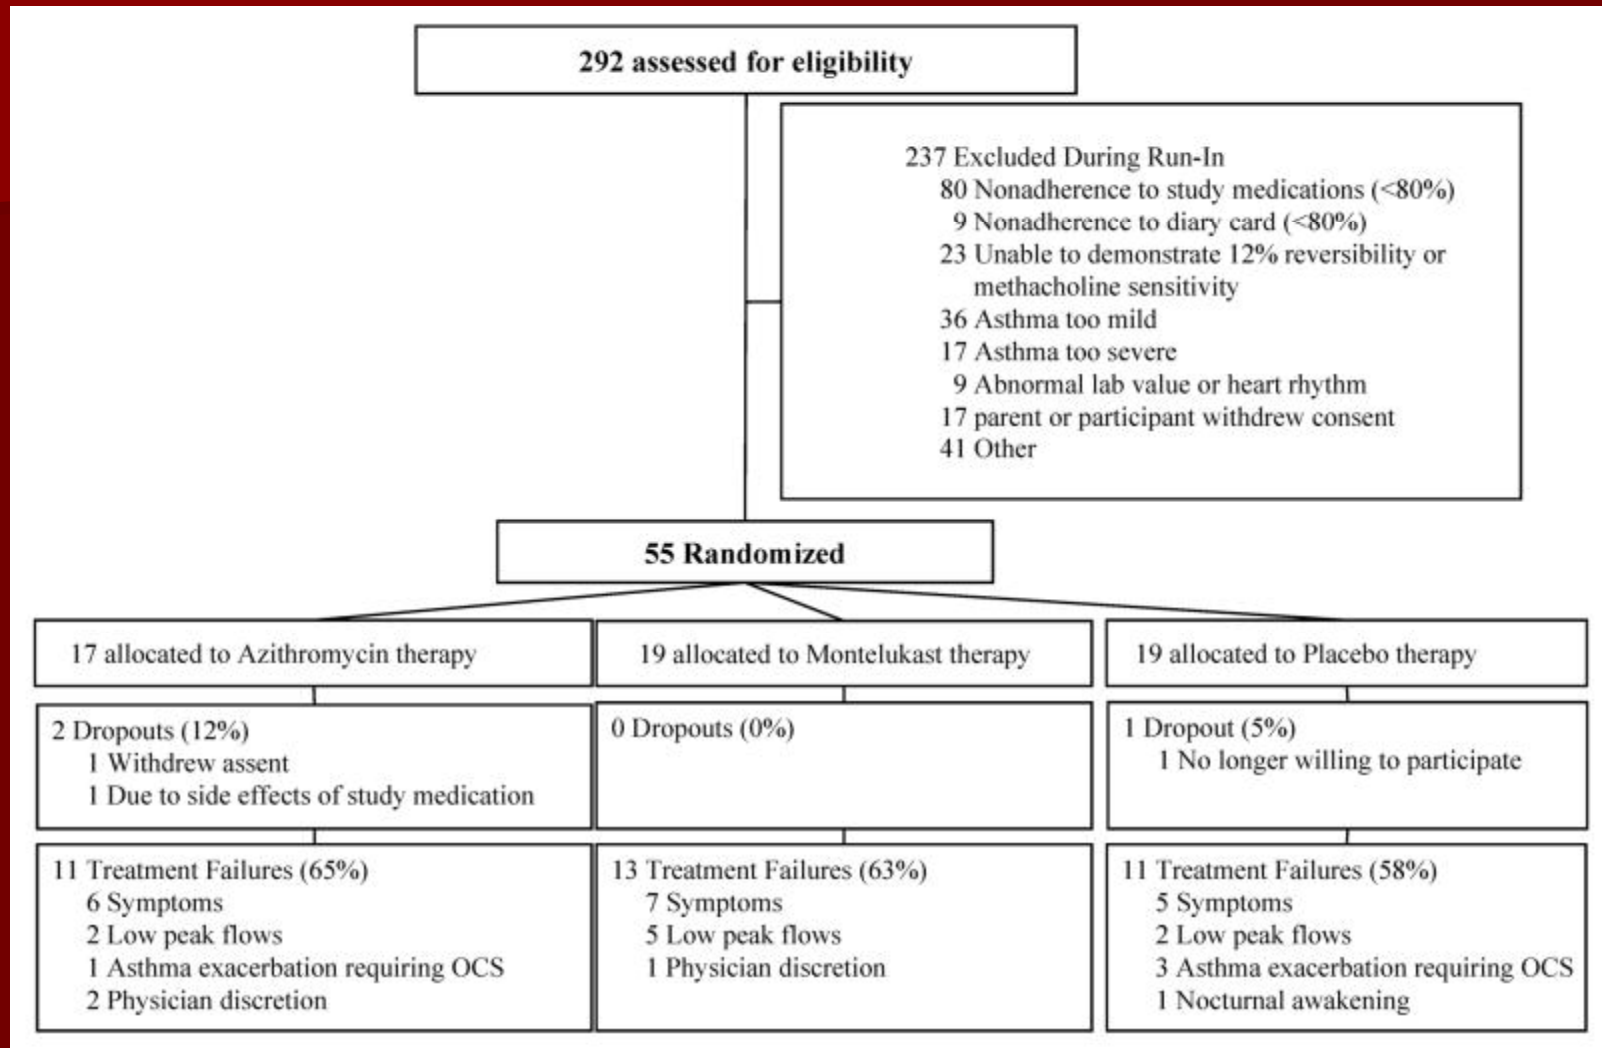 292 assessed for eligibility
237 Excluded During Run-In
80 Nonadherence to study medications (<80%)
9 Nonadherence to diary card (<80%)
23 Unable to demonstrate 12% reversibility or
methacholine sensitivity
36 Asthma too mild
17 Asthma too severe
9 Abnormal lab value or heart rhythm
17 parent or participant withdrew consent
41 Other
55 Randomized
17 allocated to Azithromycin therapy
2 Dropouts (12%)
1 Withdrew assent
1 Due to side effects of study medication
11 Treatment Failures (65%)
6 Symptoms
2 Low peak flows
1 Asthma exacerbation requiring OCS
2 Physician discretion
19 allocated to Montelukast therapy
0 Dropouts (0%)
13 Treatment Failures (63%)
7 Symptoms
5 Low peak flows
1 Physician discretion
19 allocated to Placebo therapy
1 Dropout (5%)
1 No longer willing to participate
11 Treatment Failures (58%)
5 Symptoms
2 Low peak flows
3 Asthma exacerbation requiring OCS
1 Nocturnal awakening